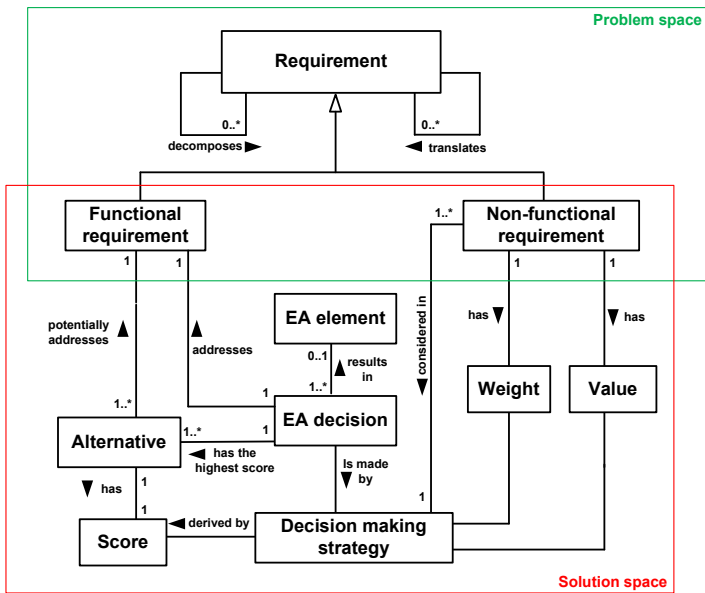 Problem space
Requirement
0..*
0..*
decomposes
translates
Functional
requirement
1..*
Non-functional
requirement
1
1
1
1
potentially
addresses
addresses
EA element
considered in
has
has
0..1
results
in
1..*
1..*
1
EA decision
Weight
Value
Alternative
1..*
1
has the
highest score
has
1
Is made
by
1
1
derived by
Decision making
strategy
Score
Solution space